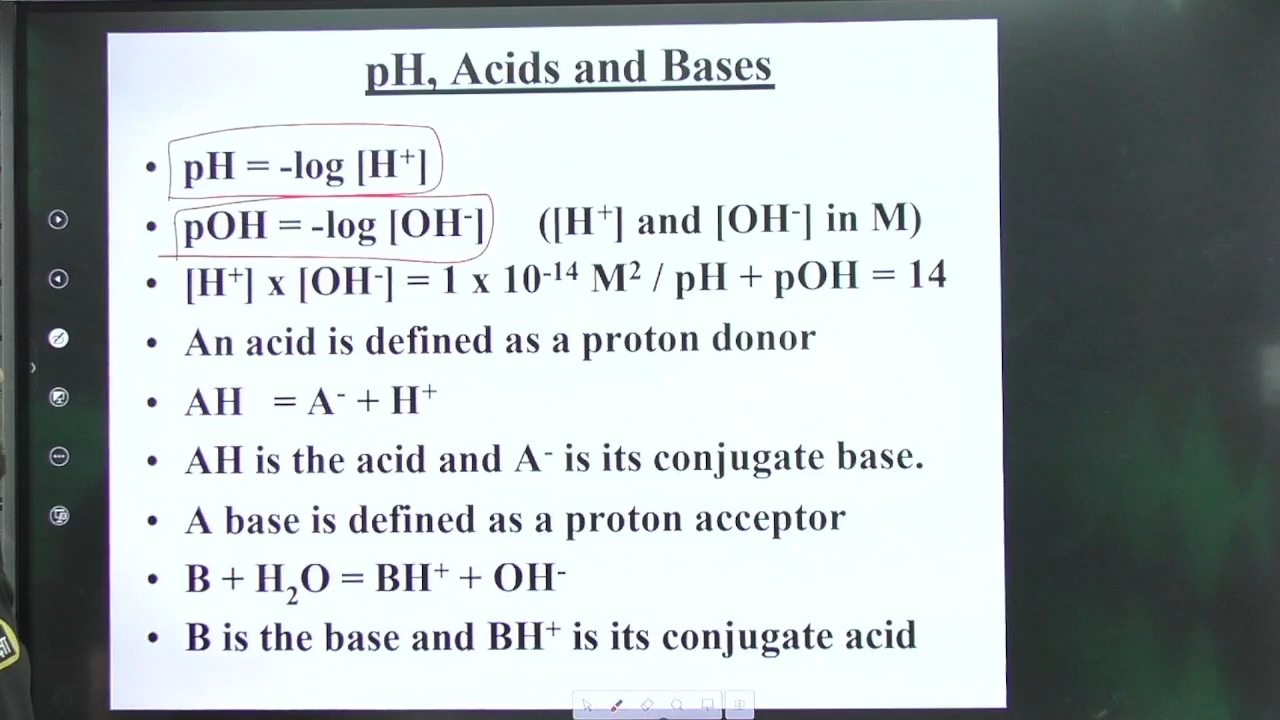 pH, Acids and Bases
• pH = -log [H⁺]
• pOH = -log [OH⁻] ([H⁺] and [OH⁻] in M)
• [H⁺] x [OH⁻] = 1 x 10⁻¹⁴ M² / pH + pOH = 14
• An acid is defined as a proton donor
• AH = A⁻ + H⁺
• AH is the acid and A⁻ is its conjugate base.
• A base is defined as a proton acceptor
• B + H₂O = BH⁺ + OH⁻
• B is the base and BH⁺ is its conjugate acid